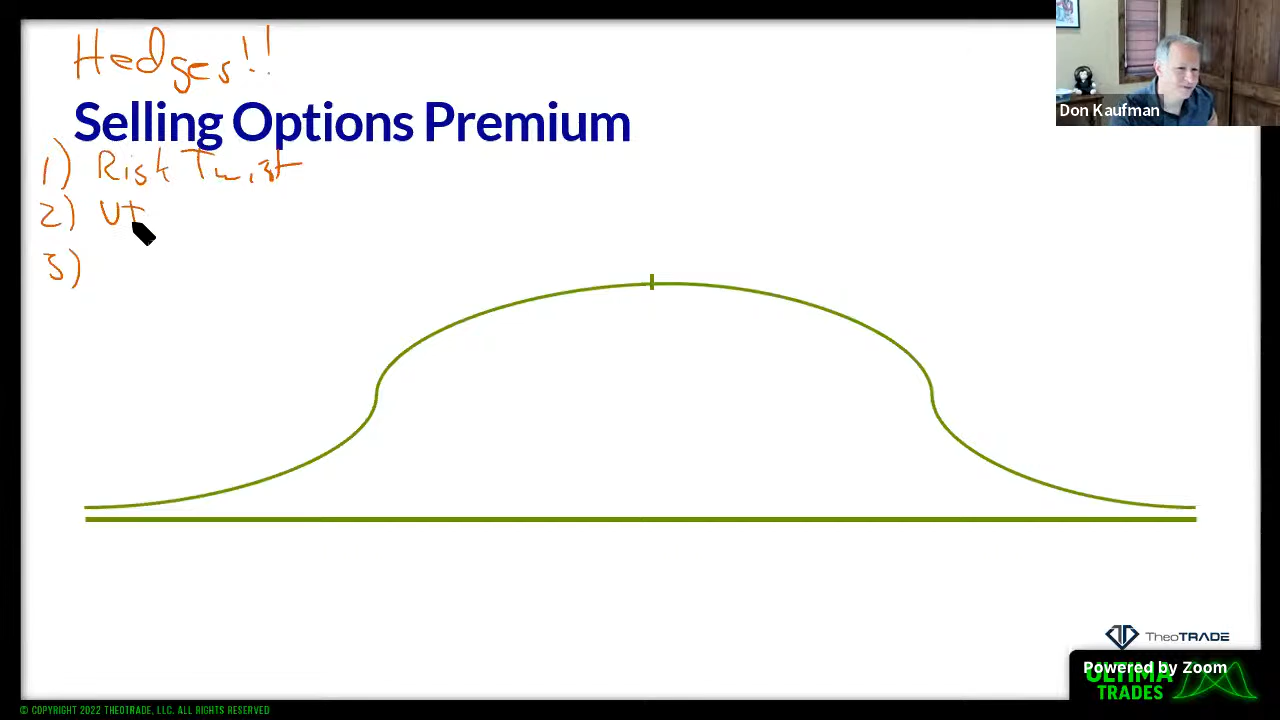 Hedges!!
Selling Options Premium
1) Risk Twist
2) Ut
3)
Don Kaufman
TheoTRADE
Powered by Zoom
ULTIMA
TRADES
© COPYRIGHT 2022 THEOTRADE, LLC. ALL RIGHTS RESERVED